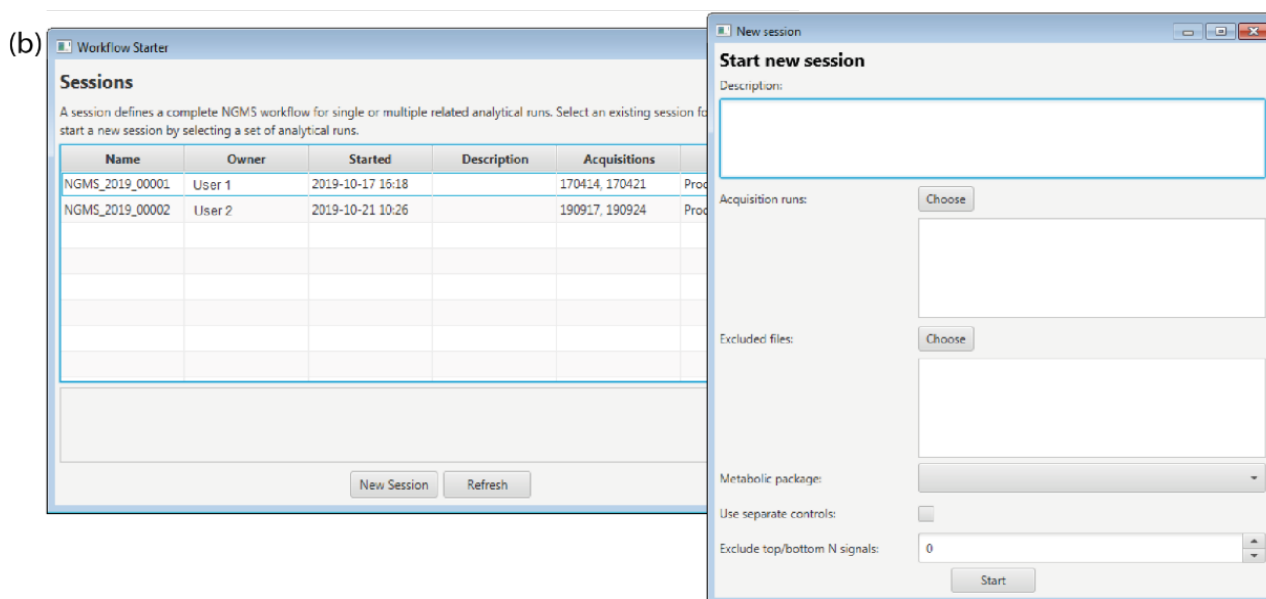 (b)
Workflow Starter
Sessions
A session defines a complete NGMS workflow for single or multiple related analytical runs. Select an existing session
start a new session by selecting a set of analytical runs.
Name Owner Started Description Acquisitions
NGMS_2019_00001 User 1 2019-10-17 16:18 170414, 170421
NGMS_2019_00002 User 2 2019-10-21 10:26 190917, 190924
New Session Refresh
New session
Start new session
Description:
Acquisition runs: Choose
Excluded files: Choose
Metabolic package:
Use separate controls:
Exclude top/bottom N signals: 0
Start